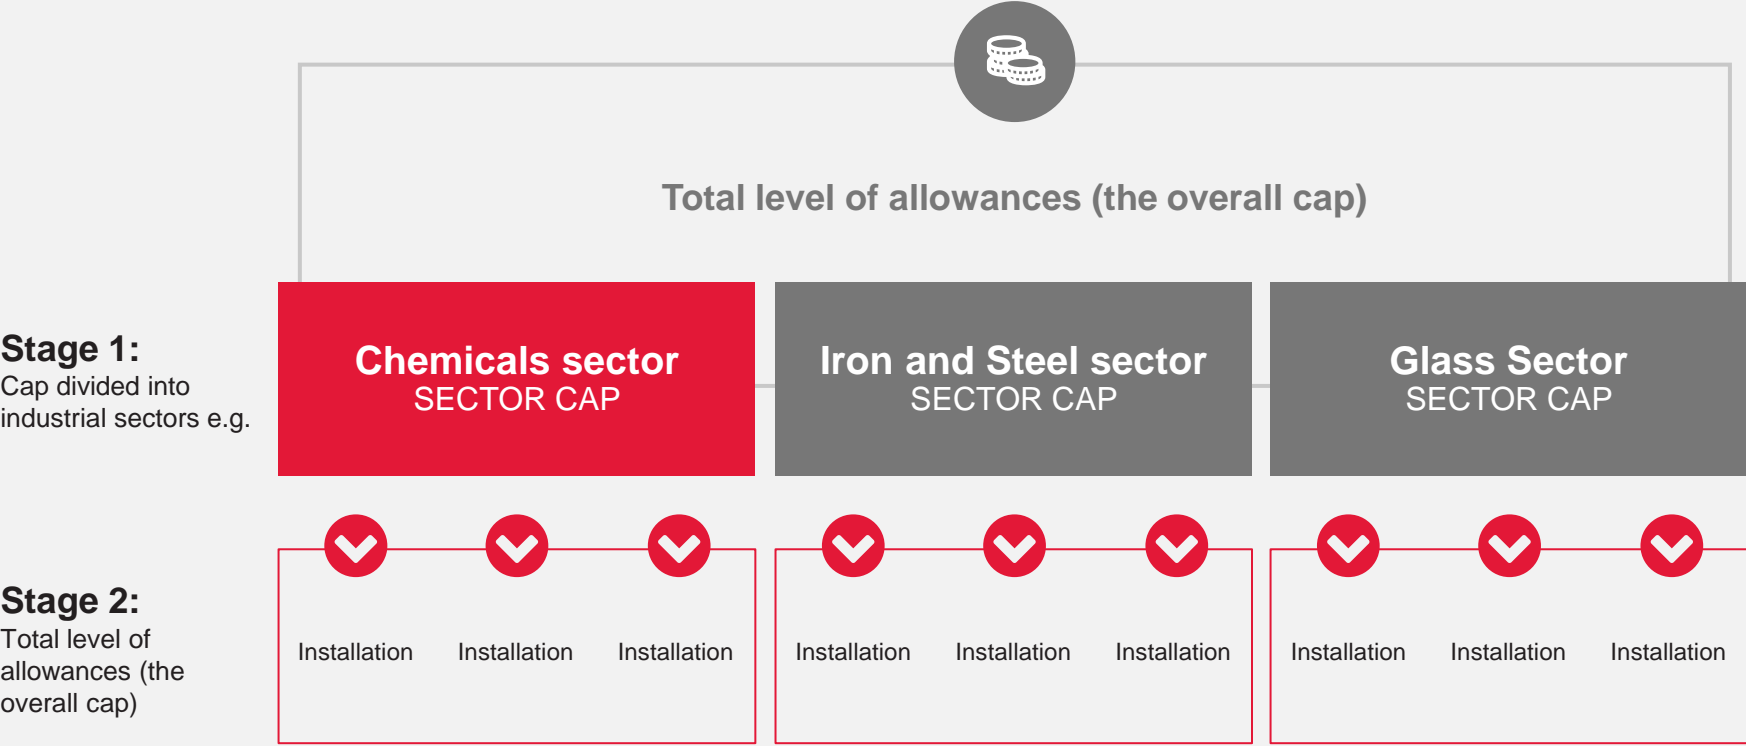 Total level of allowances (the overall cap)
Stage 1:
Cap divided into
industrial sectors e.g.
Chemicals sector
SECTOR CAP
Iron and Steel sector
SECTOR CAP
Glass Sector
SECTOR CAP
Stage 2:
Total level of
allowances (the
overall cap)
Installation Installation Installation Installation Installation Installation Installation Installation Installation